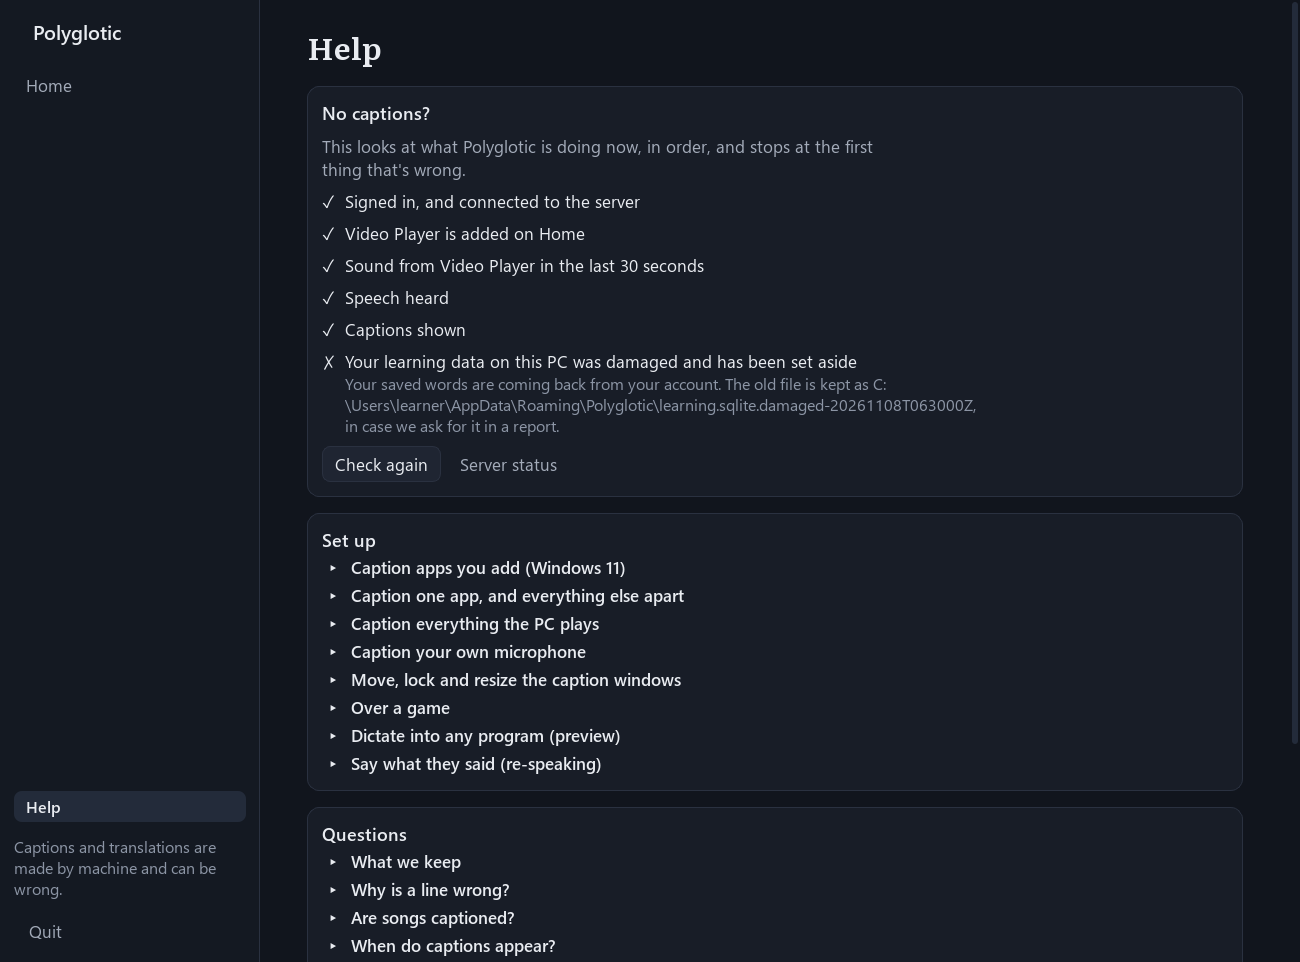 Polyglotic
Home
Help
Captions and translations are
made by machine and can be
wrong.
Quit
Help
No captions?
This looks at what Polyglotic is doing now, in order, and stops at the first
thing that's wrong.
✓ Signed in, and connected to the server
✓ Video Player is added on Home
✓ Sound from Video Player in the last 30 seconds
✓ Speech heard
✓ Captions shown
✗ Your learning data on this PC was damaged and has been set aside
Your saved words are coming back from your account. The old file is kept as C:
\Users\learner\AppData\Roaming\Polyglotic\learning.sqlite.damaged-20261108T063000Z,
in case we ask for it in a report.
Check again
Server status
Set up
‣ Caption apps you add (Windows 11)
‣ Caption one app, and everything else apart
‣ Caption everything the PC plays
‣ Caption your own microphone
‣ Move, lock and resize the caption windows
‣ Over a game
‣ Dictate into any program (preview)
‣ Say what they said (re-speaking)
Questions
‣ What we keep
‣ Why is a line wrong?
‣ Are songs captioned?
‣ When do captions appear?